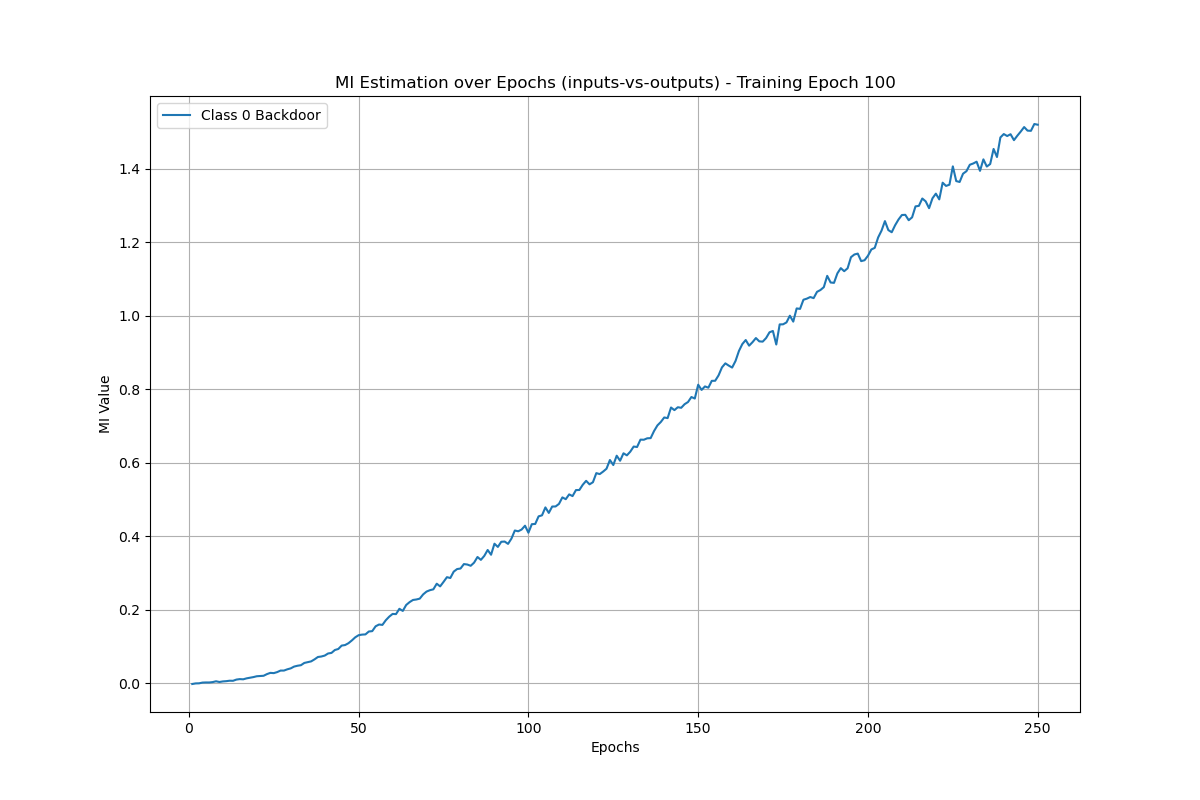 MI Estimation over Epochs (inputs-vs-outputs) - Training Epoch 100
Class 0 Backdoor
MI Value
1.4
1.2
1.0
0.8
0.6
0.4
0.2
0.0
0 50 100 150 200 250
Epochs